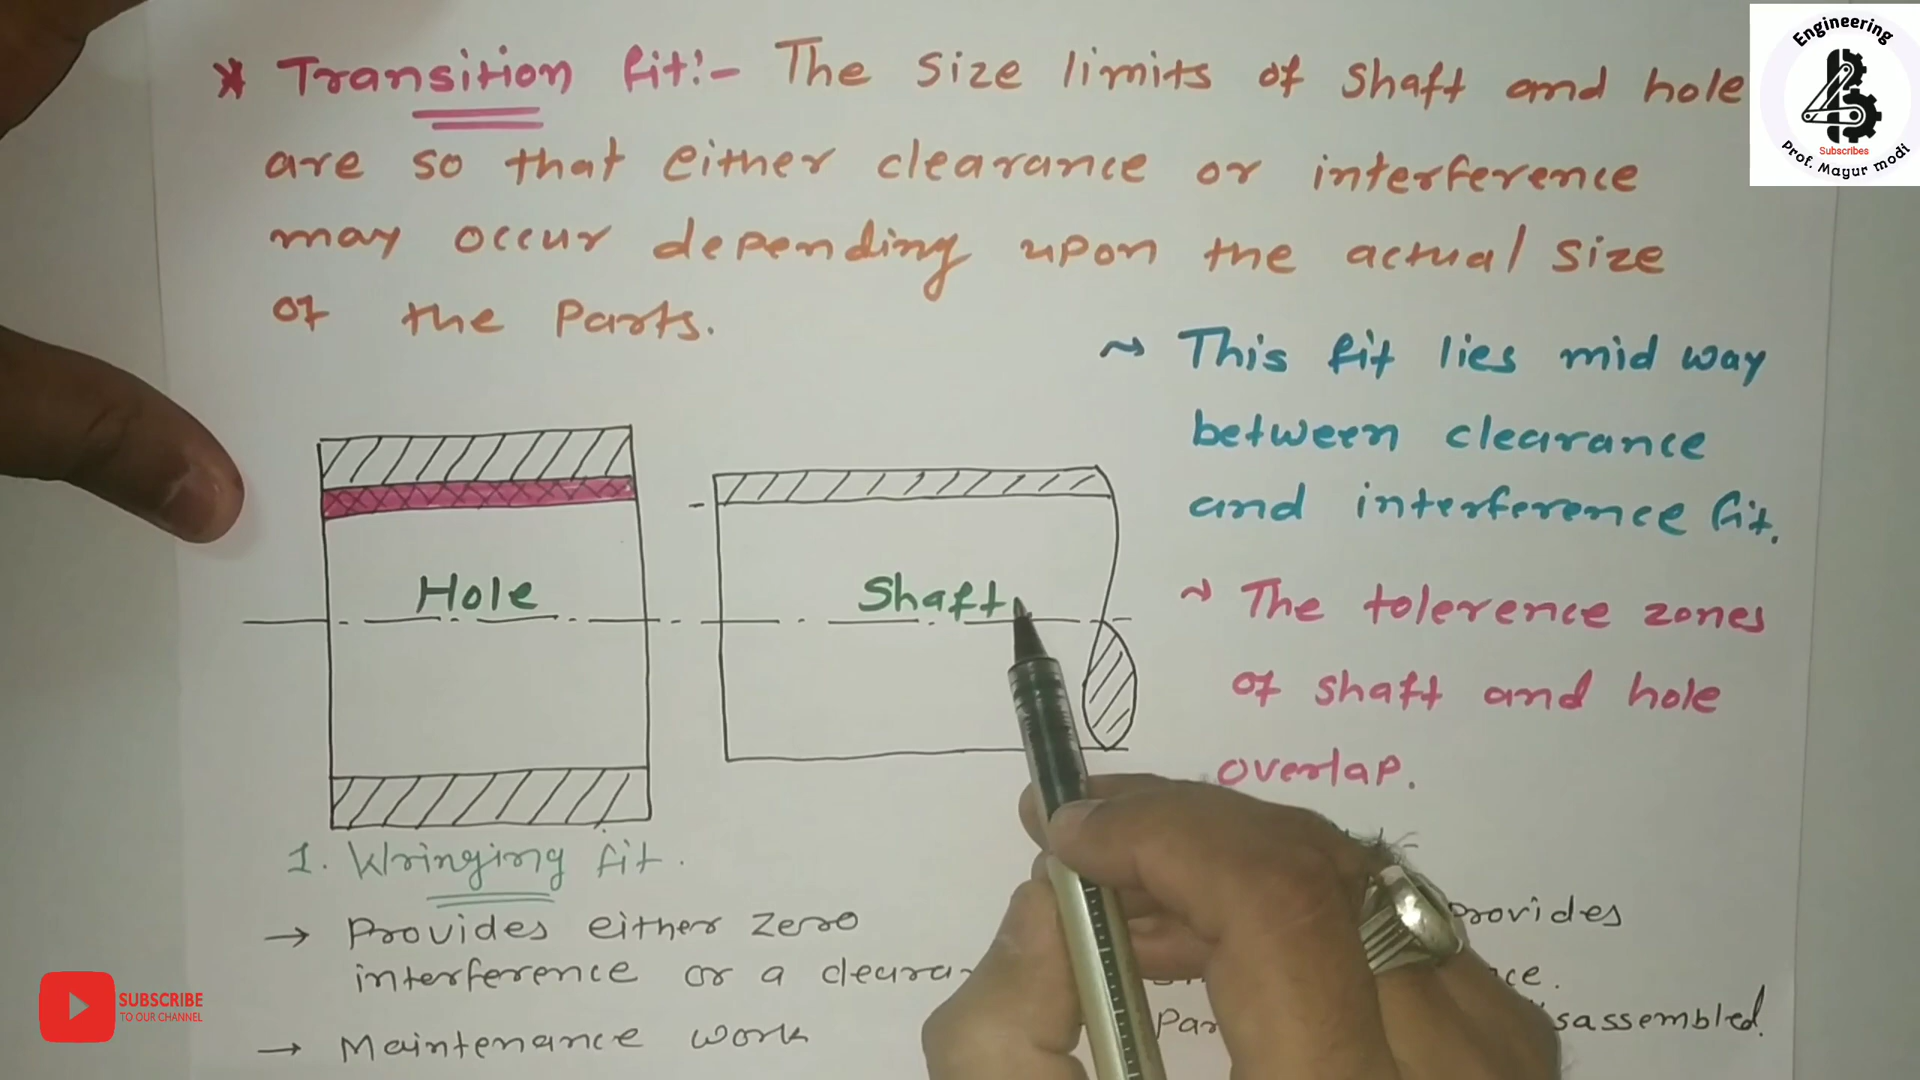 * Transition fit:- The size limits of shaft and hole
are so that either clearance or interference
may occur depending upon the actual size
of the Parts.
~ This fit lies mid way
between clearance
and interference fit.
~ The tolerence zones
of shaft and hole
overlap.
Hole
Shaft
1. Wringing fit.
→ Provides either zero
interference or a cleara
→ Maintenance work
Provides
ce.
Par
sassembled.
Engineering
Subscribes
Prof. Mayur modi
SUBSCRIBE
TO OUR CHANNEL